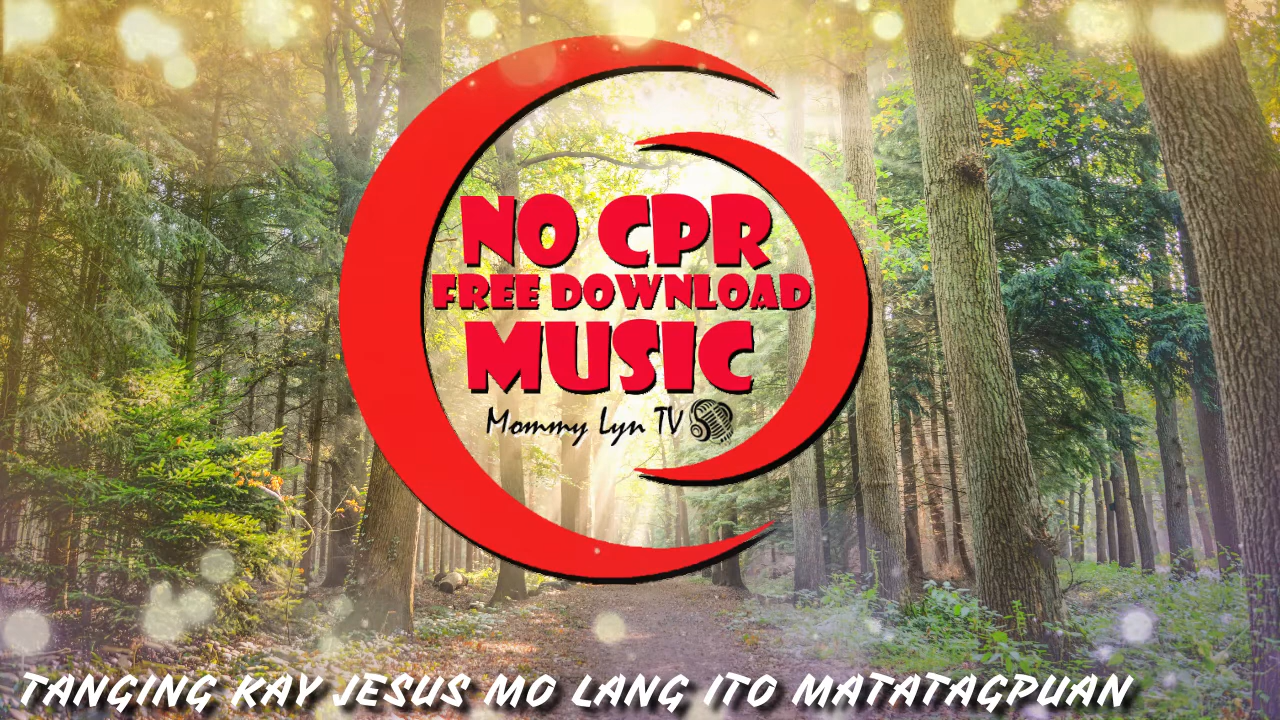 NO CPR
FREE DOWNLOAD
MUSIC
Mommy Lyn TV
TANGING KAY JESUS MO LANG ITO MATATAGPUAN